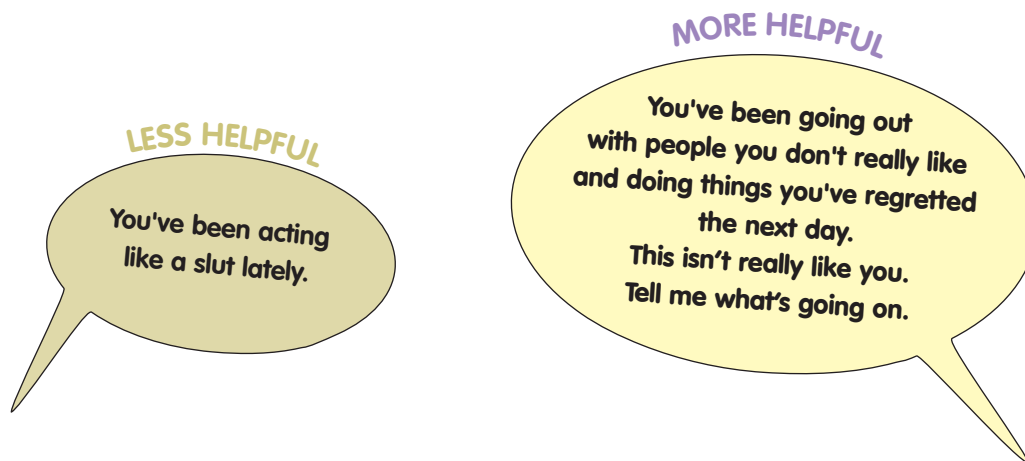 LESS HELPFUL
You've been acting
like a slut lately.
MORE HELPFUL
You've been going out
with people you don't really like
and doing things you've regretted
the next day.
This isn’t really like you.
Tell me what’s going on.